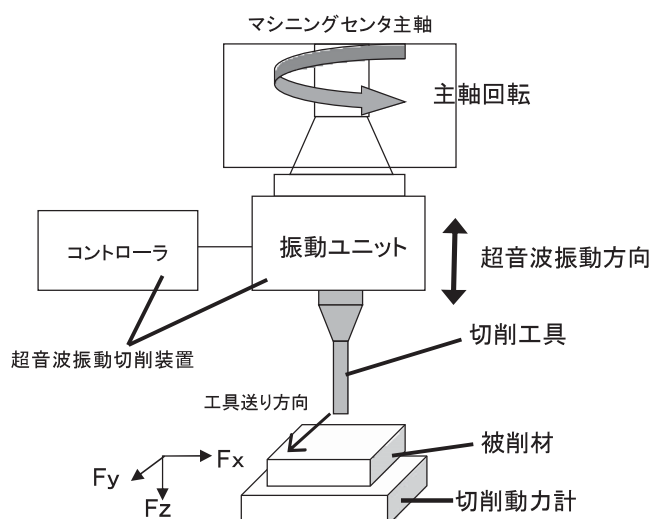 マシニングセンタ主軸
主軸回転
コントローラ
振動ユニット
超音波振動方向
超音波振動切削装置
切削工具
工具送り方向
被削材
Fx
Fy
Fz
切削動力計